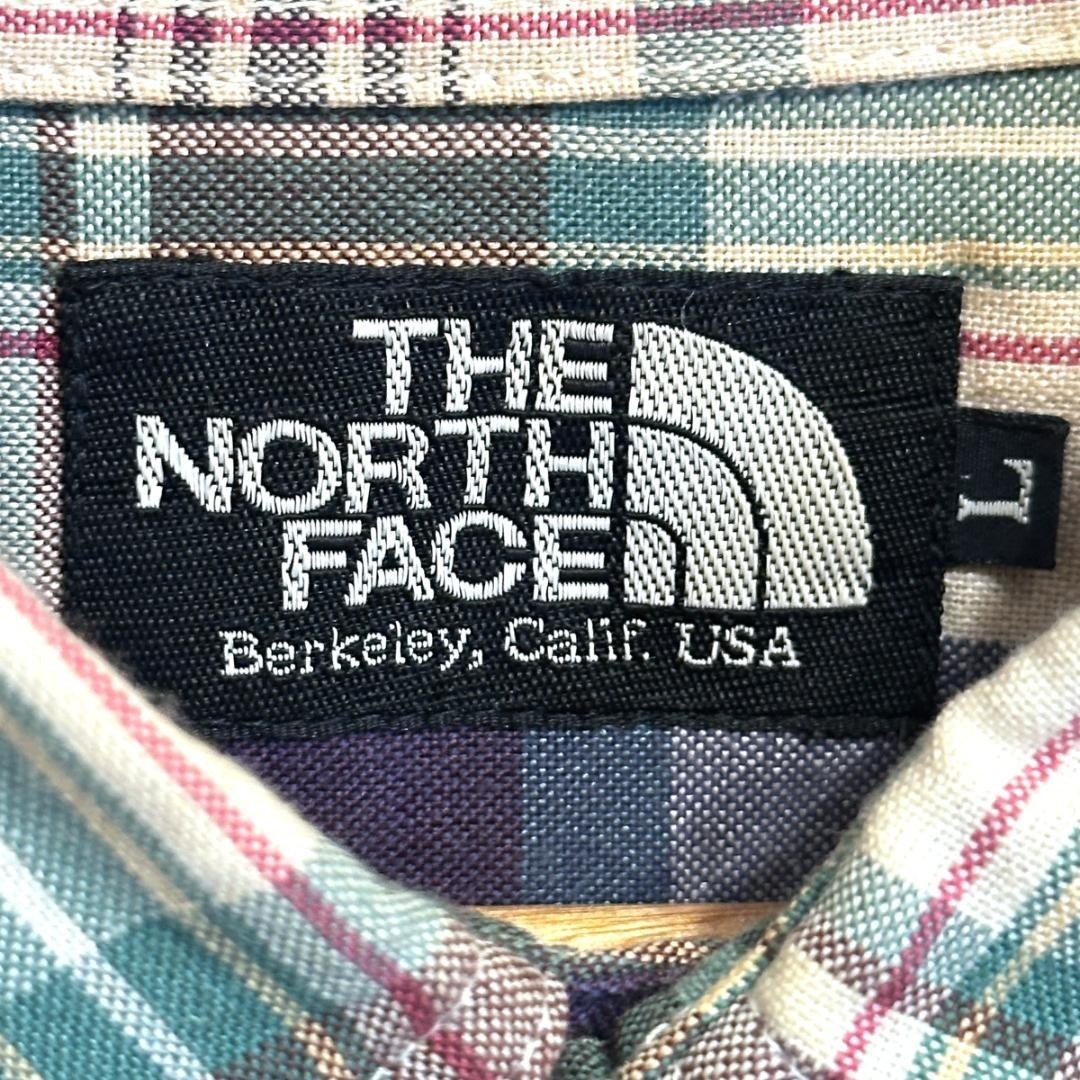 THE
NORTH
FACE
Berkeley, Calif. USA
L